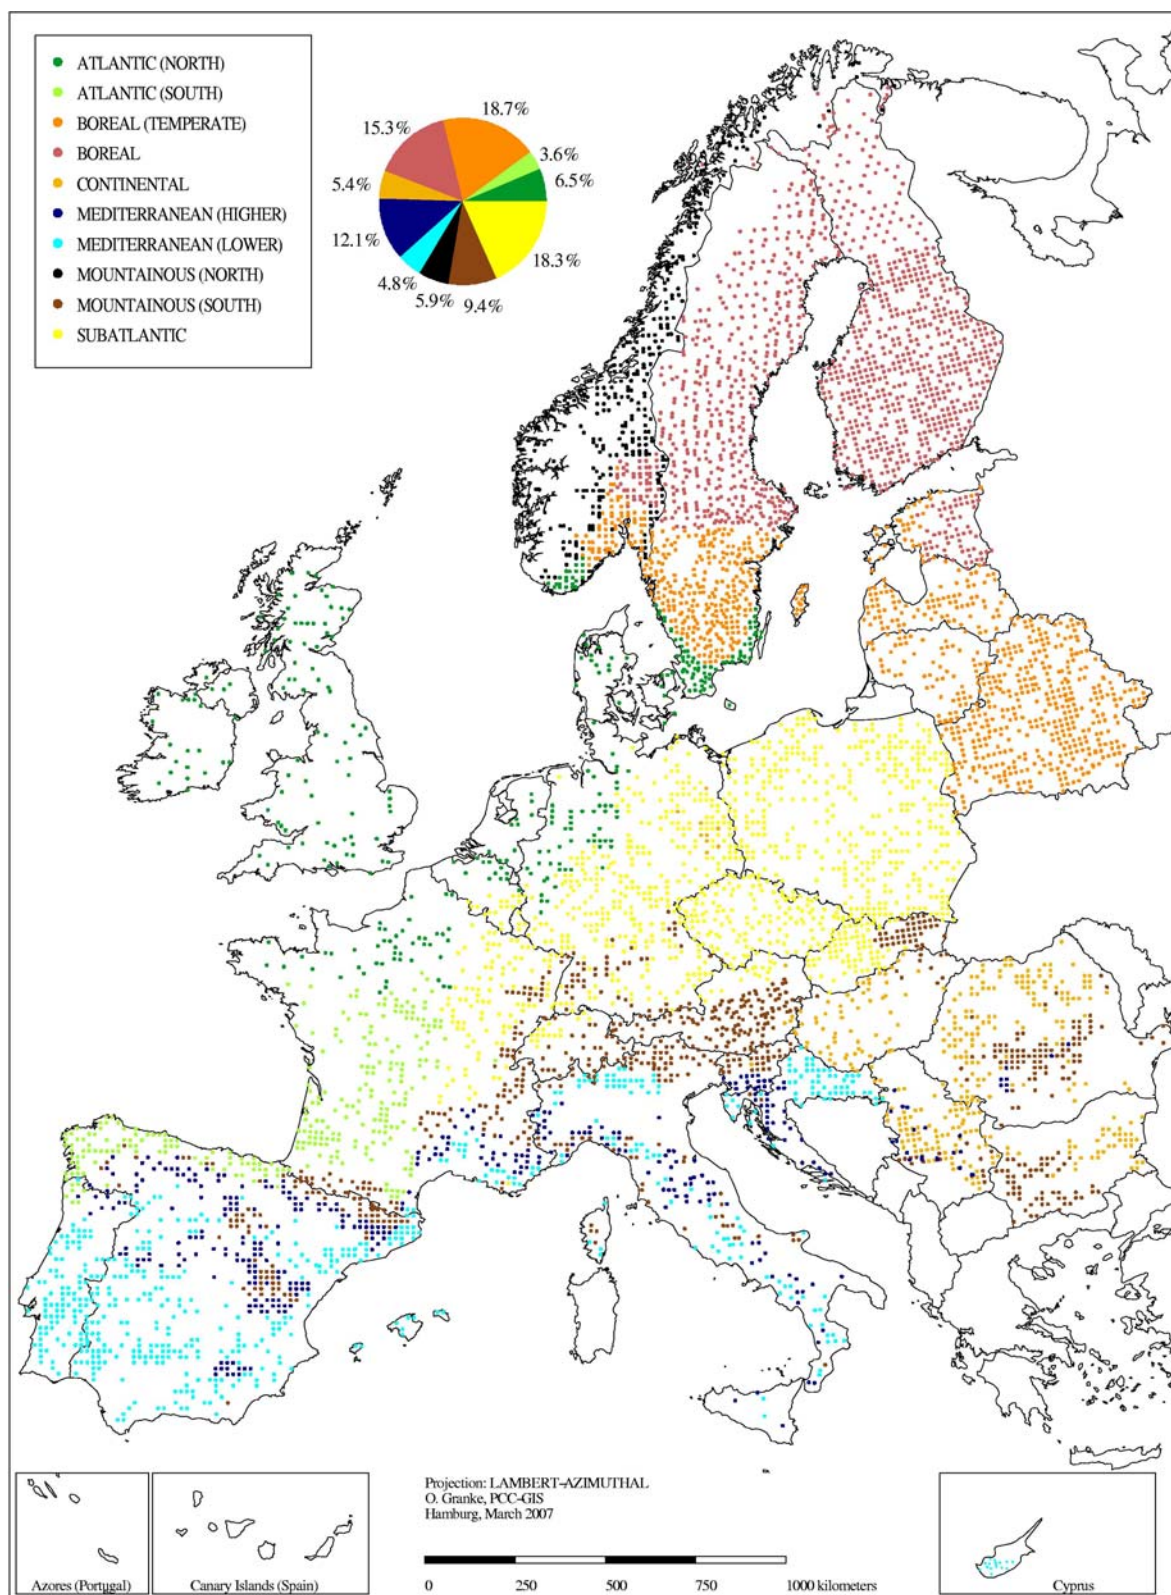 ATLANTIC (NORTH)
ATLANTIC (SOUTH)
BOREAL (TEMPERATE)
BOREAL
CONTINENTAL
MEDITERRANEAN (HIGHER)
MEDITERRANEAN (LOWER)
MOUNTAINOUS (NORTH)
MOUNTAINOUS (SOUTH)
SUBATLANTIC
18.7%
15.3%
3.6%
5.4%
6.5%
12.1%
18.3%
4.8%
5.9%
9.4%
Projection: LAMBERT-AZIMUTHAL
O. Granke, PCC-GIS
Hamburg, March 2007
0 250 500 750 1000 kilometers
Azores (Portugal)
Canary Islands (Spain)
Cyprus